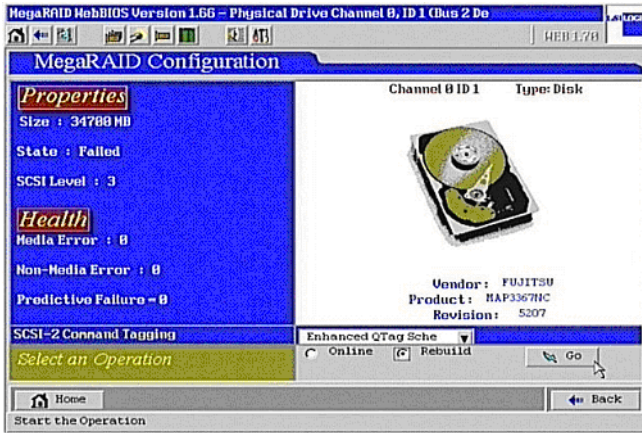 MegaRAID WebBIOS Version 1.66 - Physical Drive Channel 0, ID 1 (Bus 2 De
LSI LOGIC
WEB 1.70
MegaRAID Configuration
Properties
Size : 34700 MB
State : Failed
SCSI Level : 3
Health
Media Error : 0
Non-Media Error : 0
Predictive Failure = 0
Channel 0 ID 1 Type: Disk
Vendor: FUJITSU
Product: MAP3367NC
Revision: 5207
SCSI-2 Command Tagging
Enhanced QTag Sche
Select an Operation
Online Rebuild
Go
Home
Back
Start the Operation